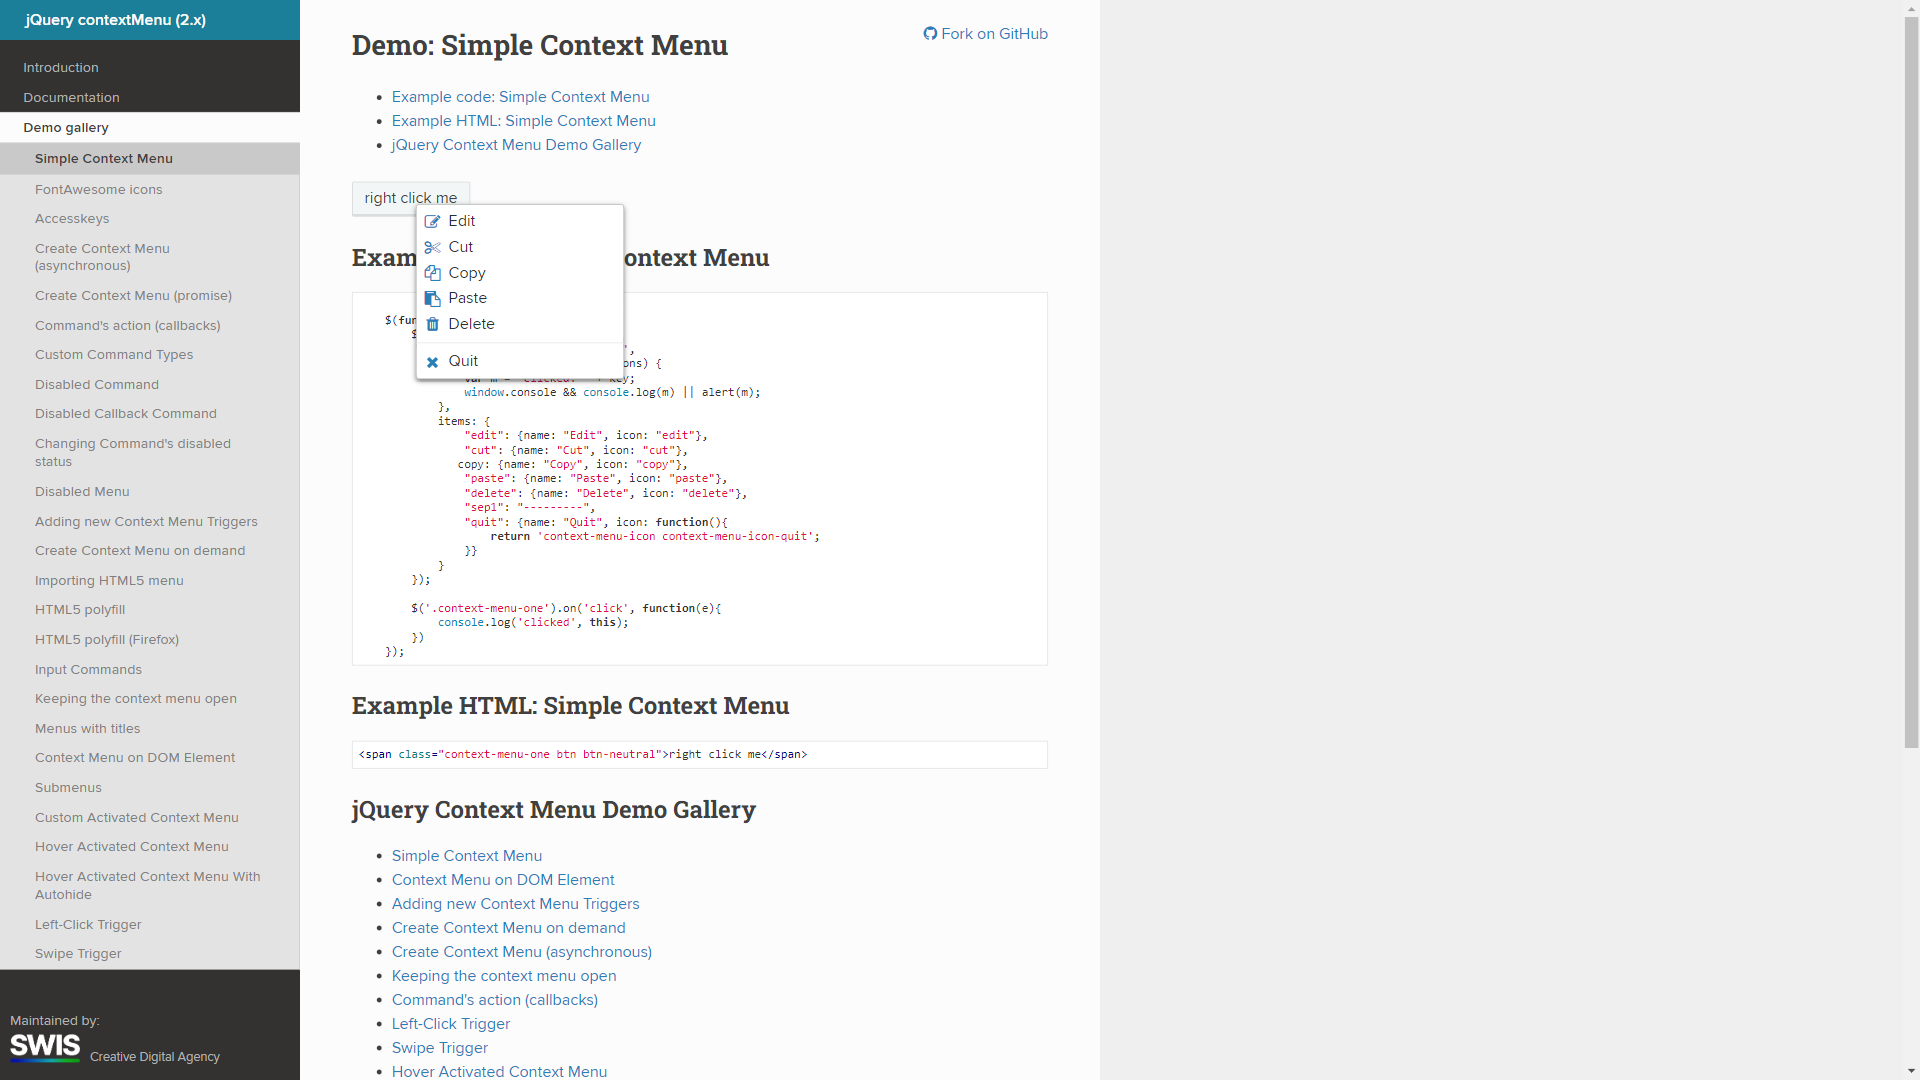 jQuery contextMenu (2.x)
Introduction
Documentation
Demo gallery
Simple Context Menu
FontAwesome icons
Accesskeys
Create Context Menu
(asynchronous)
Create Context Menu (promise)
Command's action (callbacks)
Custom Command Types
Disabled Command
Disabled Callback Command
Changing Command's disabled
status
Disabled Menu
Adding new Context Menu Triggers
Create Context Menu on demand
Importing HTML5 menu
HTML5 polyfill
HTML5 polyfill (Firefox)
Input Commands
Keeping the context menu open
Menus with titles
Context Menu on DOM Element
Submenus
Custom Activated Context Menu
Hover Activated Context Menu
Hover Activated Context Menu With
Autohide
Left-Click Trigger
Swipe Trigger
Maintained by:
SWIS Creative Digital Agency
Fork on GitHub
Demo: Simple Context Menu
Example code: Simple Context Menu
Example HTML: Simple Context Menu
jQuery Context Menu Demo Gallery
right click me
Edit
Cut
Copy
Paste
Delete
Quit
Exam
ontext Menu
$(fun
$
',
ons) {
key;
window.console && console.log(m) || alert(m);
},
items: {
"edit": {name: "Edit", icon: "edit"},
"cut": {name: "Cut", icon: "cut"},
copy: {name: "Copy", icon: "copy"},
"paste": {name: "Paste", icon: "paste"},
"delete": {name: "Delete", icon: "delete"},
"sep1": "---------",
"quit": {name: "Quit", icon: function(){
return 'context-menu-icon context-menu-icon-quit';
}}
}
});
$('.context-menu-one').on('click', function(e){
console.log('clicked', this);
})
});
Example HTML: Simple Context Menu
<span class="context-menu-one btn btn-neutral">right click me</span>
jQuery Context Menu Demo Gallery
Simple Context Menu
Context Menu on DOM Element
Adding new Context Menu Triggers
Create Context Menu on demand
Create Context Menu (asynchronous)
Keeping the context menu open
Command's action (callbacks)
Left-Click Trigger
Swipe Trigger
Hover Activated Context Menu